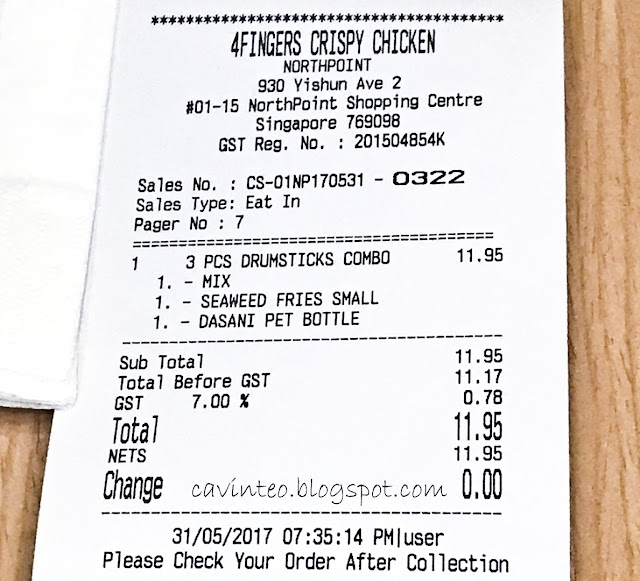 ****************************************
4FINGERS CRISPY CHICKEN
NORTHPOINT
930 Yishun Ave 2
#01-15 NorthPoint Shopping Centre
Singapore 769098
GST Reg. No. : 201504854K
Sales No. : CS-01NP170531 - 0322
Sales Type: Eat In
Pager No : 7
========================================
1 3 PCS DRUMSTICKS COMBO 11.95
1. - MIX
1. - SEAWEED FRIES SMALL
1. - DASANI PET BOTTLE
----------------------------------------
Sub Total 11.95
Total Before GST 11.17
GST 7.00 % 0.78
Total 11.95
NETS 11.95
Change cavinteo.blogspot.com 0.00
----------------------------------------
31/05/2017 07:35:14 PM|user
Please Check Your Order After Collection